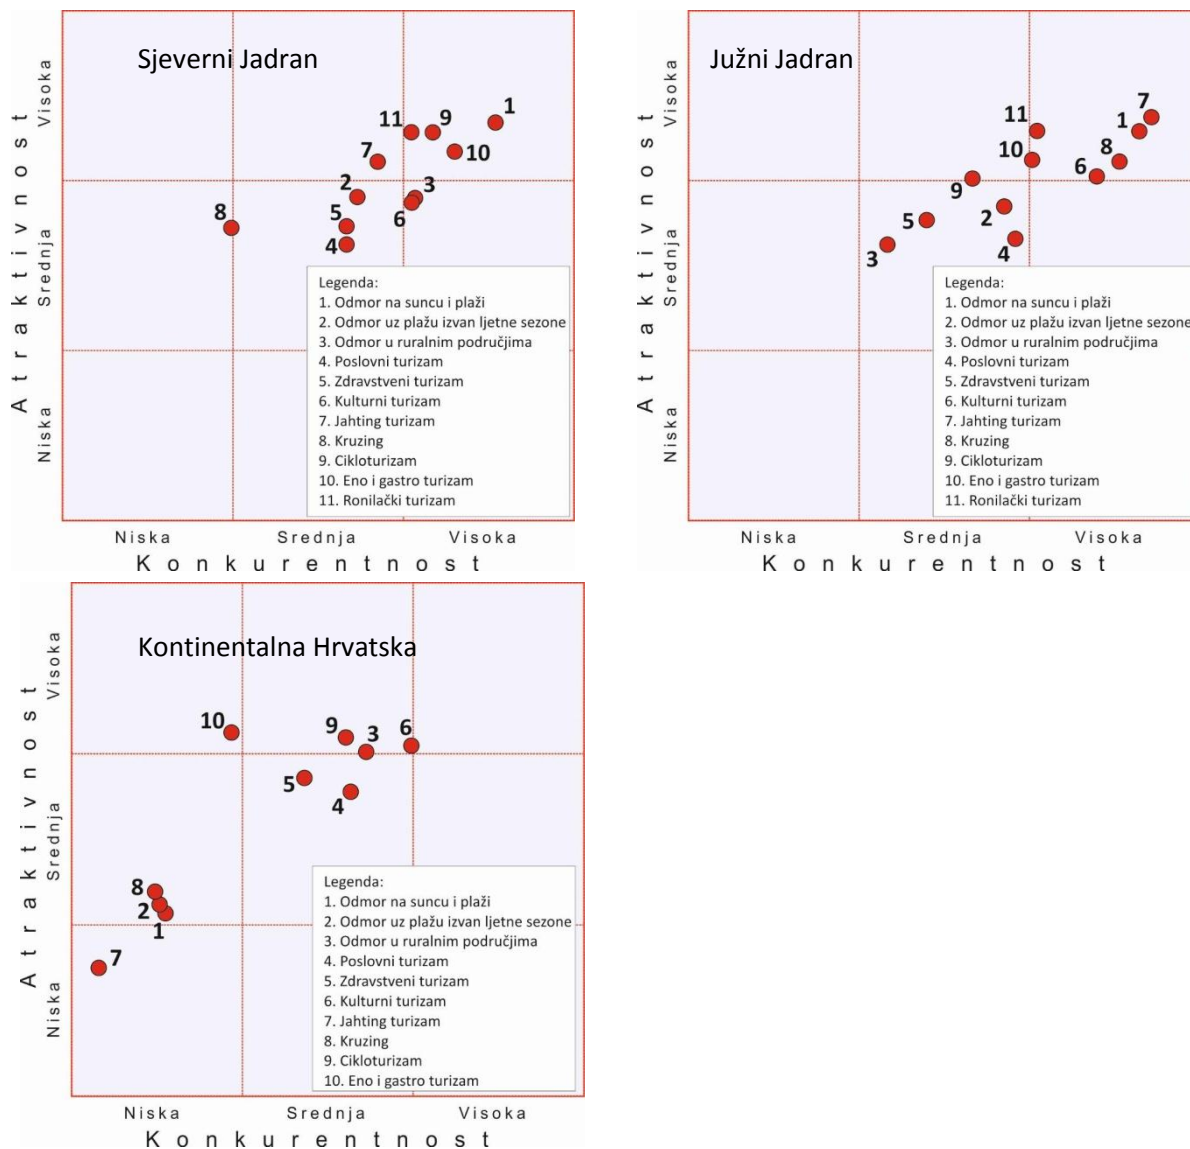 Sjeverni Jadran
Atraktivnost
Visoka
Srednja
Niska
1
11
9
10
7
2
3
8
5
6
4
Legenda:
1. Odmor na suncu i plaži
2. Odmor uz plažu izvan ljetne sezone
3. Odmor u ruralnim područjima
4. Poslovni turizam
5. Zdravstveni turizam
6. Kulturni turizam
7. Jahting turizam
8. Kruzing
9. Cikloturizam
10. Eno i gastro turizam
11. Ronilački turizam
Niska Srednja Visoka
Konkurentnost
Južni Jadran
Atraktivnost
Visoka
Srednja
Niska
7
1
11
10
8
6
9
5
2
3
4
Legenda:
1. Odmor na suncu i plaži
2. Odmor uz plažu izvan ljetne sezone
3. Odmor u ruralnim područjima
4. Poslovni turizam
5. Zdravstveni turizam
6. Kulturni turizam
7. Jahting turizam
8. Kruzing
9. Cikloturizam
10. Eno i gastro turizam
11. Ronilački turizam
Niska Srednja Visoka
Konkurentnost
Kontinentalna Hrvatska
Atraktivnost
Visoka
Srednja
Niska
10
9
3
6
5
4
8
2
1
7
Legenda:
1. Odmor na suncu i plaži
2. Odmor uz plažu izvan ljetne sezone
3. Odmor u ruralnim područjima
4. Poslovni turizam
5. Zdravstveni turizam
6. Kulturni turizam
7. Jahting turizam
8. Kruzing
9. Cikloturizam
10. Eno i gastro turizam
Niska Srednja Visoka
Konkurentnost